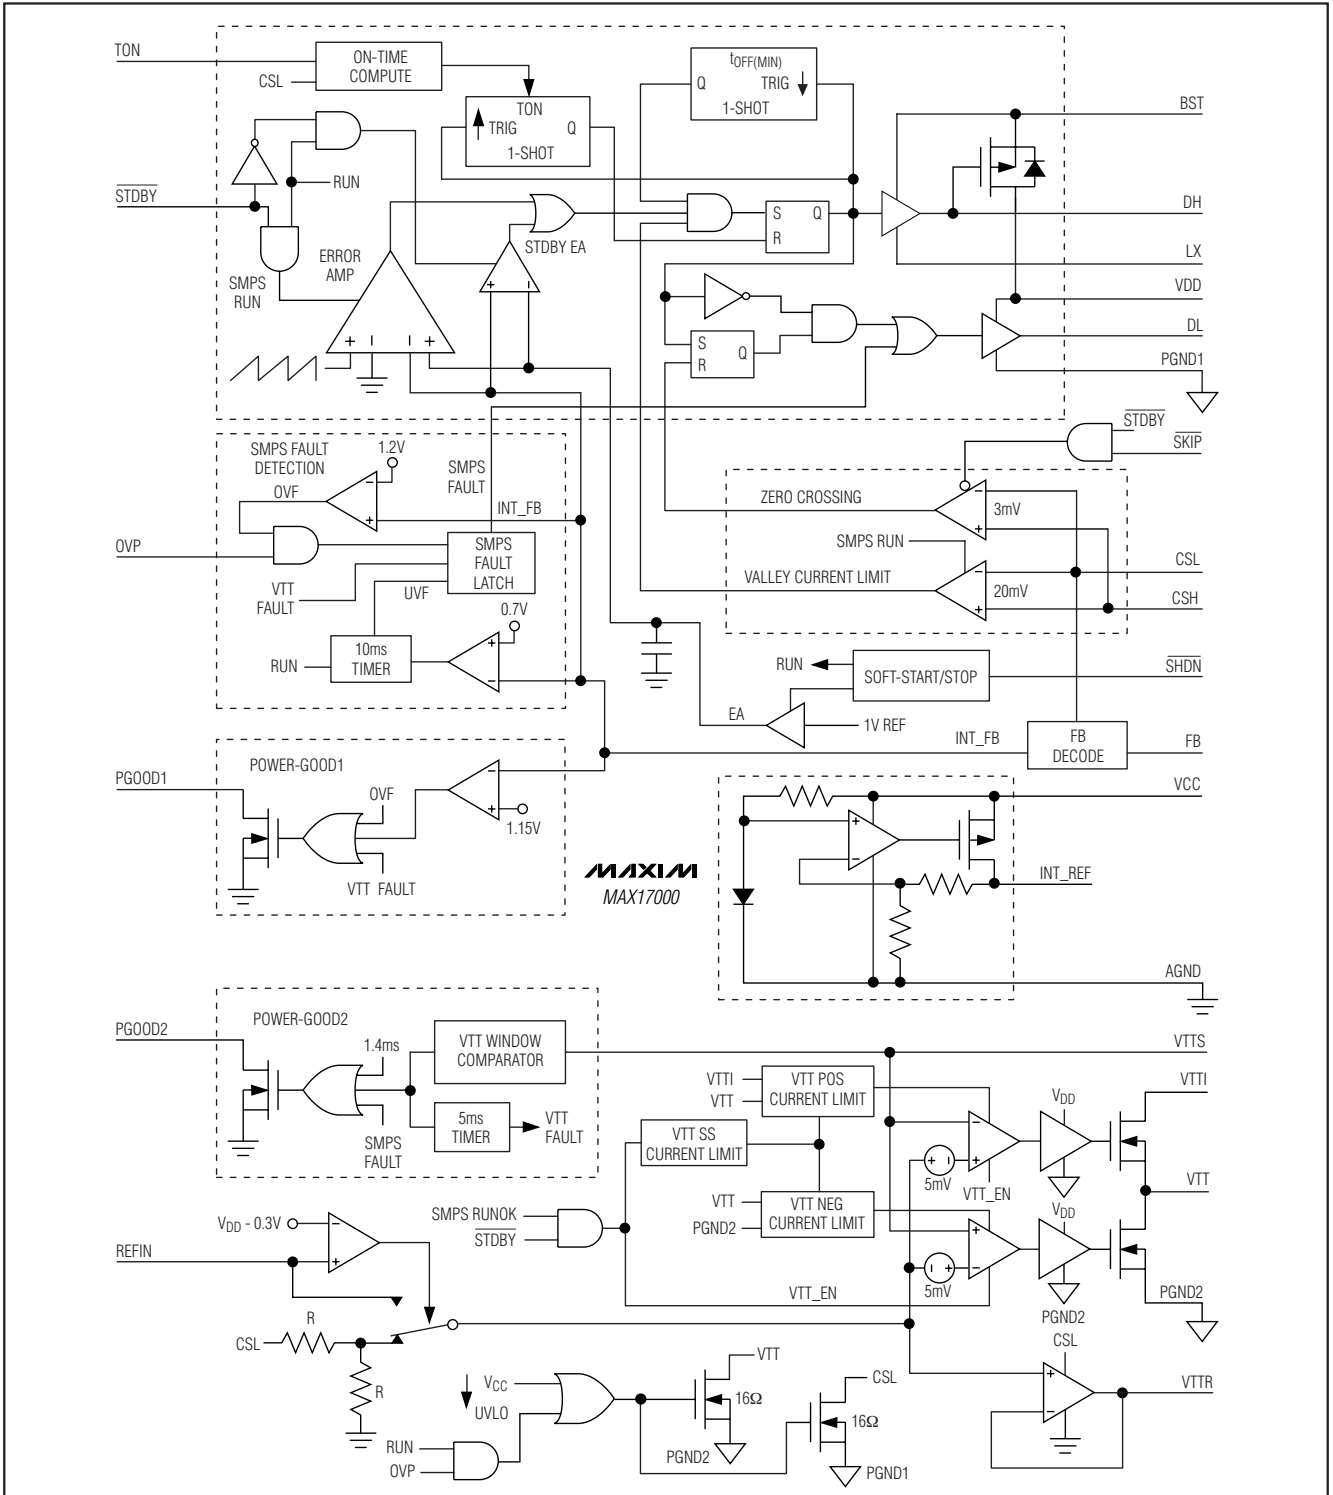 TON
ON-TIME
COMPUTE
CSL
tOFF(MIN)
Q
TRIG
1-SHOT
TON
TRIG
Q
1-SHOT
BST
RUN
STDBY
DH
S
Q
R
ERROR
AMP
STDBY EA
SMPS
RUN
LX
VDD
DL
S
Q
R
PGND1
+
−
−
+
+
−
STDBY
SKIP
SMPS FAULT
DETECTION
1.2V
OVF
SMPS
FAULT
INT_FB
−
+
ZERO CROSSING
3mV
−
+
OVP
SMPS
FAULT
LATCH
SMPS RUN
VALLEY CURRENT LIMIT
20mV
−
+
CSL
CSH
VTT
FAULT
UVF
0.7V
RUN
10ms
TIMER
+
−
RUN
SOFT-START/STOP
SHDN
EA
1V REF
INT_FB
FB
DECODE
FB
PGOOD1
POWER-GOOD1
OVF
−
+
1.15V
VTT FAULT
VCC
+
−
INT_REF
MAXIM
MAX17000
AGND
PGOOD2
POWER-GOOD2
1.4ms
VTT WINDOW
COMPARATOR
5ms
TIMER
VTT
FAULT
SMPS
FAULT
VTTS
VTTI
VTTI
VTT
VTT POS
CURRENT LIMIT
VTT SS
CURRENT LIMIT
VDD
−
+
+ −
5mV
VTT_EN
VTT
VTT
PGND2
VTT NEG
CURRENT LIMIT
VDD
+
−
− +
5mV
PGND2
PGND2
SMPS RUNOK
STDBY
VTT_EN
VDD - 0.3V
−
+
REFIN
R
CSL
R
VCC
UVLO
RUN
OVP
VTT
16Ω
PGND2
CSL
16Ω
PGND1
CSL
+
−
VTTR